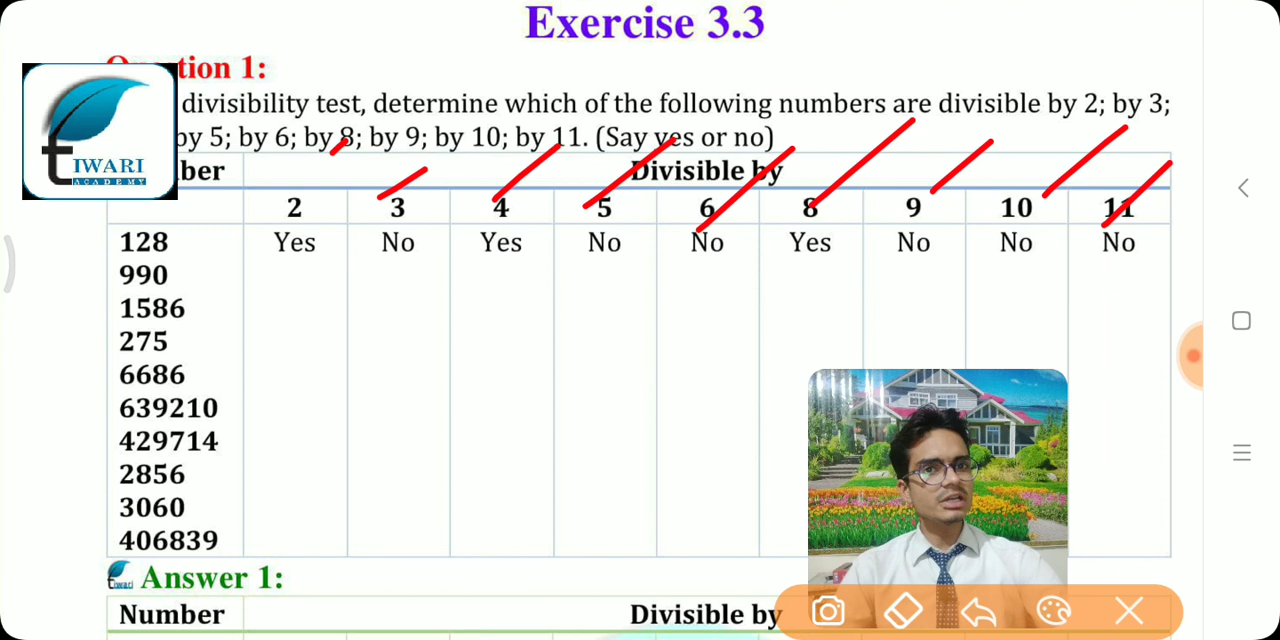 Exercise 3.3
tion 1:
divisibility test, determine which of the following numbers are divisible by 2; by 3;
by 5; by 6; by 8; by 9; by 10; by 11. (Say yes or no)
Divisible by
2 3 4 5 6 8 9 10 11
128 Yes No Yes No No Yes No No No
990
1586
275
6686
639210
429714
2856
3060
406839
Answer 1:
Number Divisible by
TIWARI
ACADEMY
tiwari